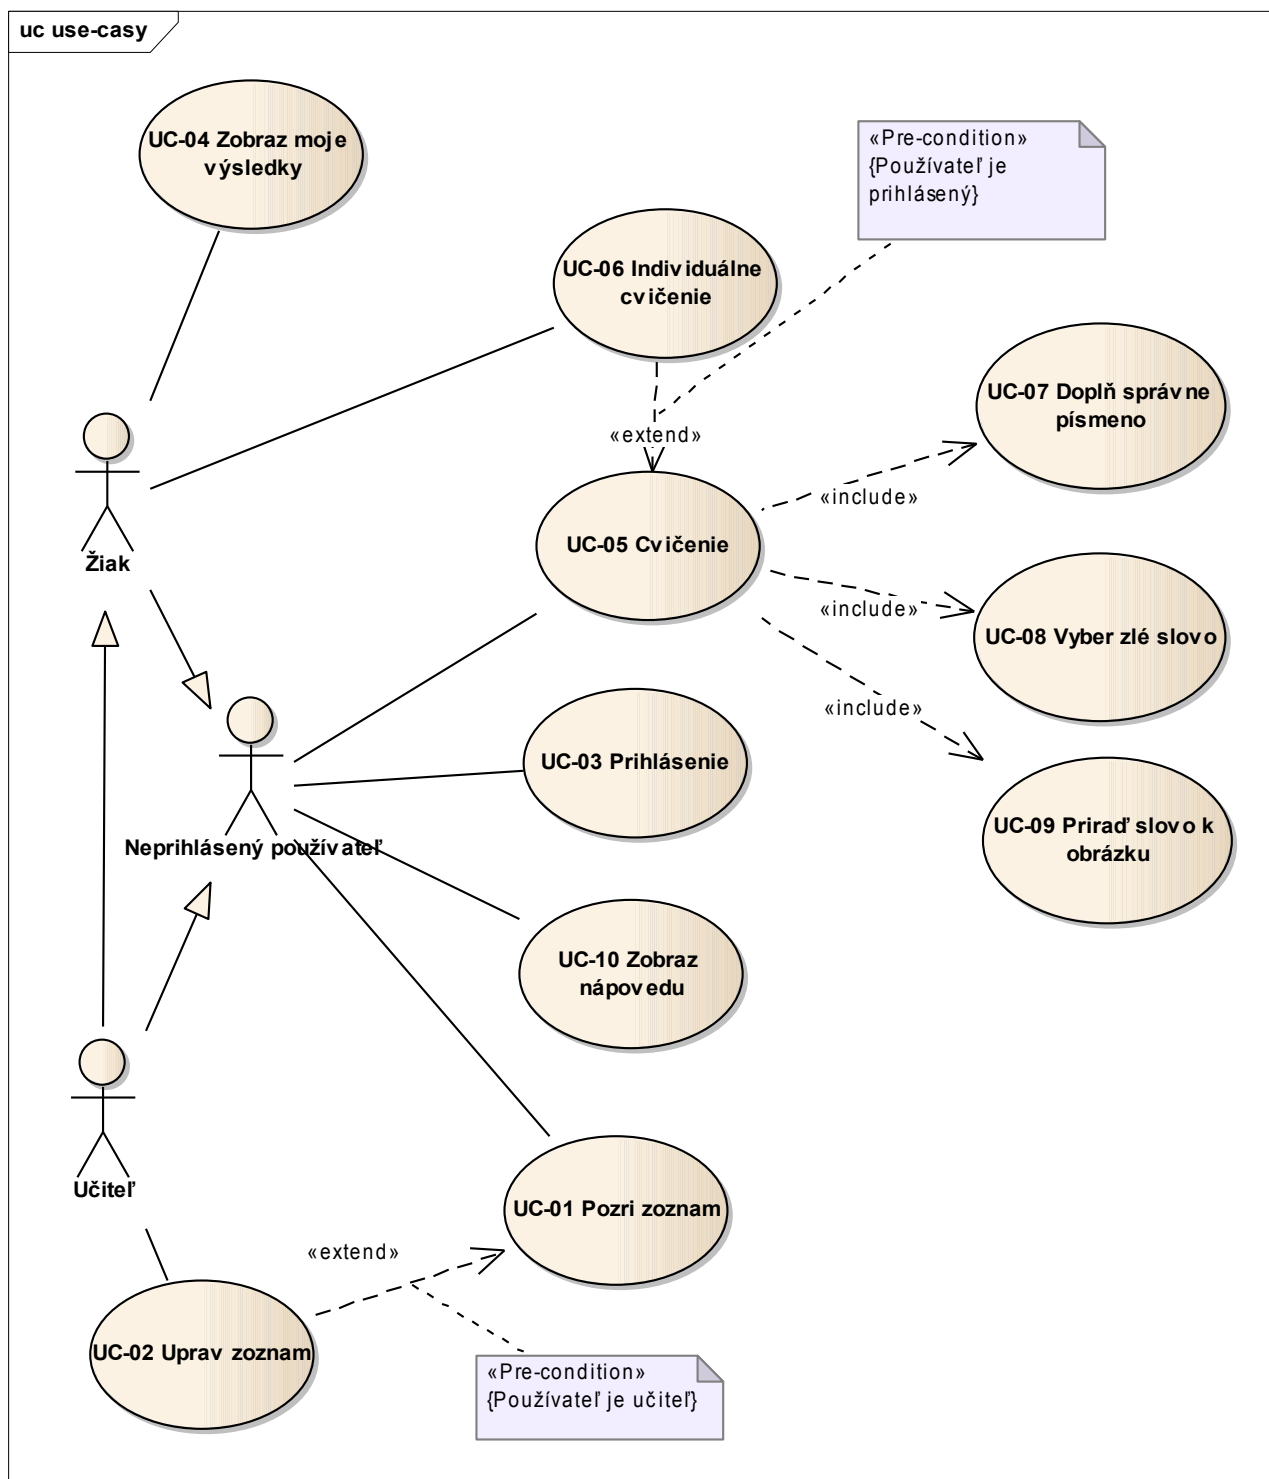 uc use-casy
UC-04 Zobraz moje
výsledky
«Pre-condition»
{Používateľ je
prihlásený}
UC-06 Individuálne
cvičenie
UC-07 Doplň správne
písmeno
«extend»
«include»
UC-05 Cvičenie
Žiak
«include»
UC-08 Vyber zlé slovo
«include»
UC-03 Prihlásenie
UC-09 Priraď slovo k
obrázku
Neprihlásený používateľ
UC-10 Zobraz
nápovedu
Učiteľ
UC-01 Pozri zoznam
«extend»
UC-02 Uprav zoznam
«Pre-condition»
{Používateľ je učiteľ}